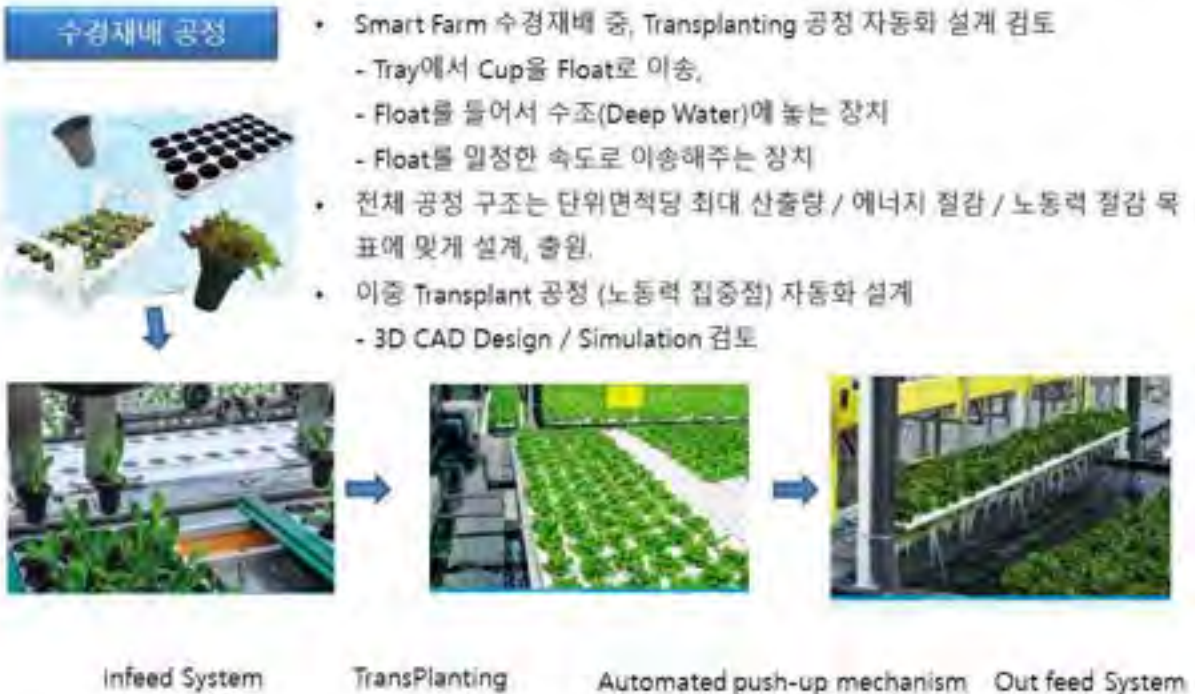 수경재배 공정
• Smart Farm 수경재배 중, Transplanting 공정 자동화 설계 검토
- Tray에서 Cup을 Float로 이송,
- Float를 들어서 수조(Deep Water)에 놓는 장치
- Float를 일정한 속도로 이송해주는 장치
• 전체 공정 구조는 단위면적당 최대 산출량 / 에너지 절감 / 노동력 절감 목
표에 맞게 설계, 출원.
• 이중 Transplant 공정 (노동력 집중점) 자동화 설계
- 3D CAD Design / Simulation 검토
Infeed System
TransPlanting
Automated push-up mechanism
Out feed System